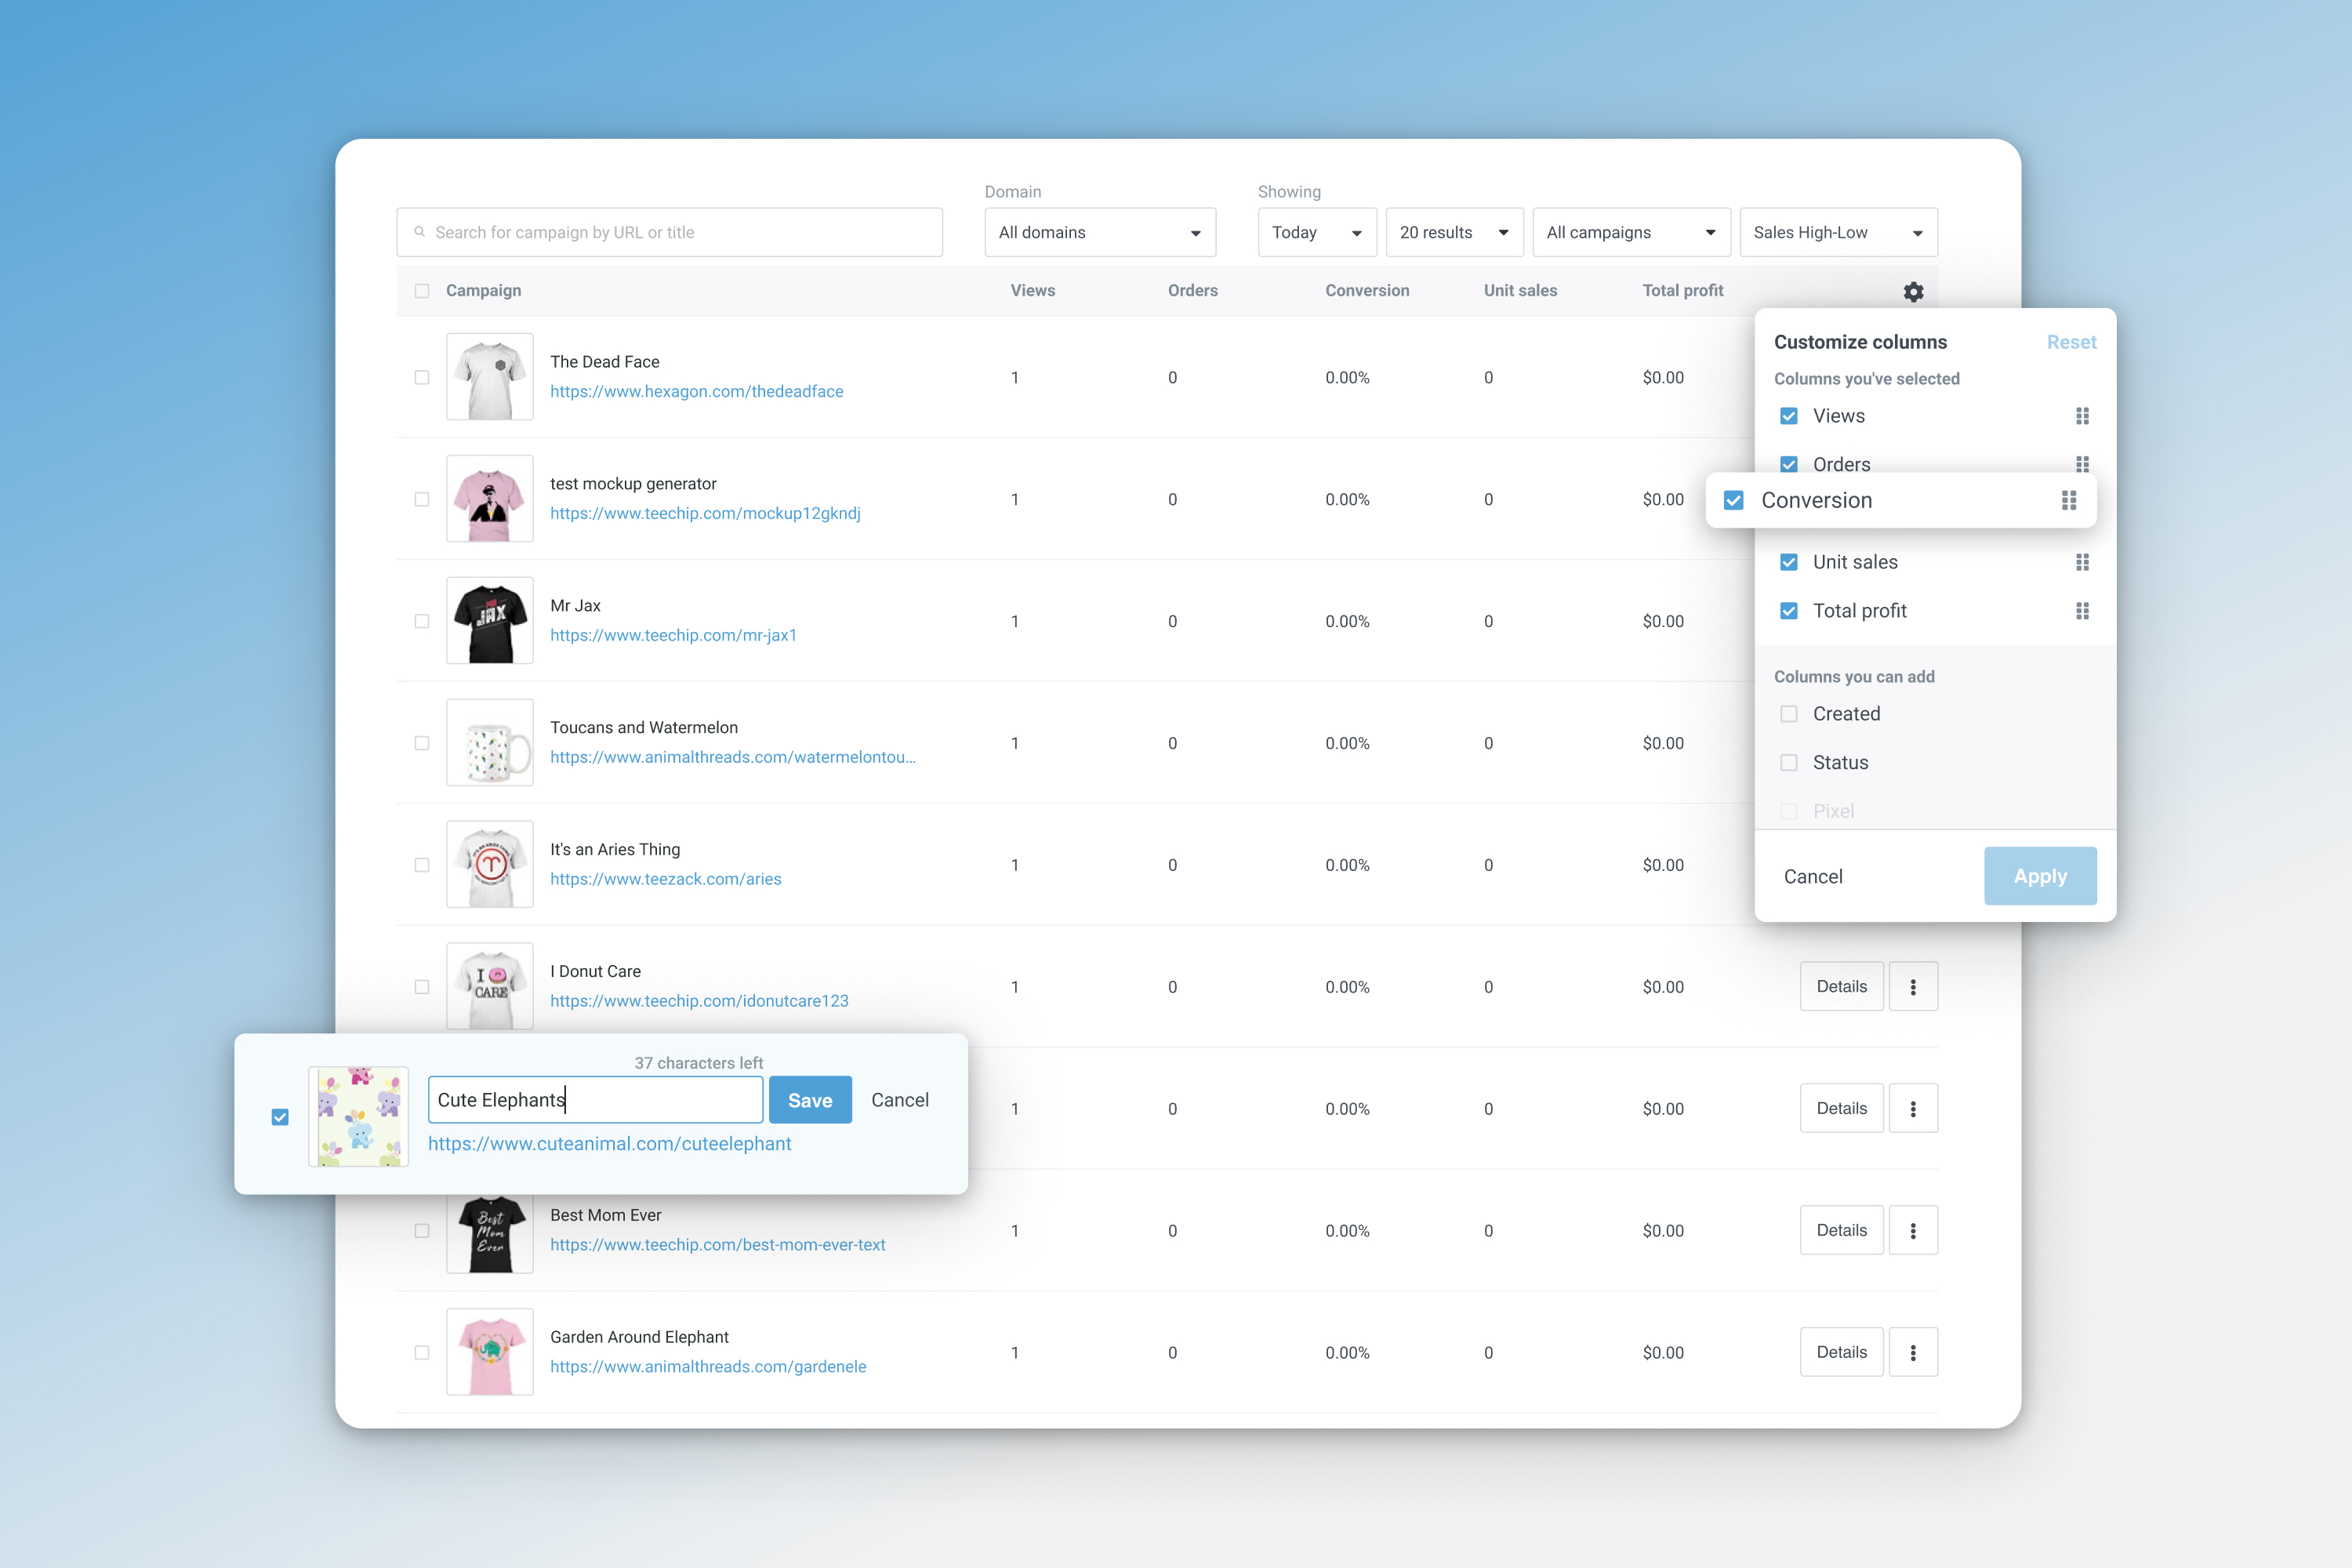 Domain
Showing
Search for campaign by URL or title
All domains
Today
20 results
All campaigns
Sales High-Low
Campaign
Views
Orders
Conversion
Unit sales
Total profit
The Dead Face
https://www.hexagon.com/thedeadface
1
0
0.00%
0
$0.00
test mockup generator
https://www.teechip.com/mockup12gkndj
1
0
0.00%
0
$0.00
JAX
Mr Jax
https://www.teechip.com/mr-jax1
1
0
0.00%
0
$0.00
Toucans and Watermelon
https://www.animalthreads.com/watermelontou...
1
0
0.00%
0
$0.00
It's an Aries Thing
https://www.teezack.com/aries
1
0
0.00%
0
$0.00
I
CARE
I Donut Care
https://www.teechip.com/idonutcare123
1
0
0.00%
0
$0.00
Details
37 characters left
Cute Elephants
Save
Cancel
https://www.cuteanimal.com/cuteelephant
1
0
0.00%
0
$0.00
Details
Best
Mom
Ever
Best Mom Ever
https://www.teechip.com/best-mom-ever-text
1
0
0.00%
0
$0.00
Details
Garden Around Elephant
https://www.animalthreads.com/gardenele
1
0
0.00%
0
$0.00
Details
Customize columns
Reset
Columns you've selected
Views
Orders
Conversion
Unit sales
Total profit
Columns you can add
Created
Status
Pixel
Cancel
Apply